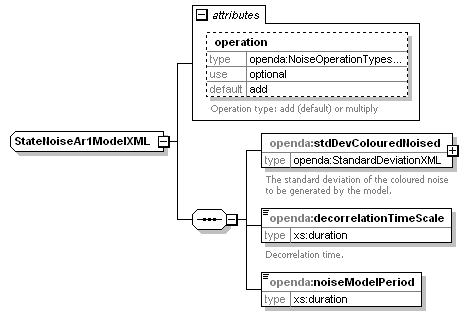 attributes
operation
type openda:NoiseOperationTypes...
use optional
default add
Operation type: add (default) or multiply
StateNoiseAr1ModelXML
openda:stdDevColouredNoised
type openda:StandardDeviationXML
The standard deviation of the coloured noise
to be generated by the model.
openda:decorrelationTimeScale
type xs:duration
Decorrelation time.
openda:noiseModelPeriod
type xs:duration